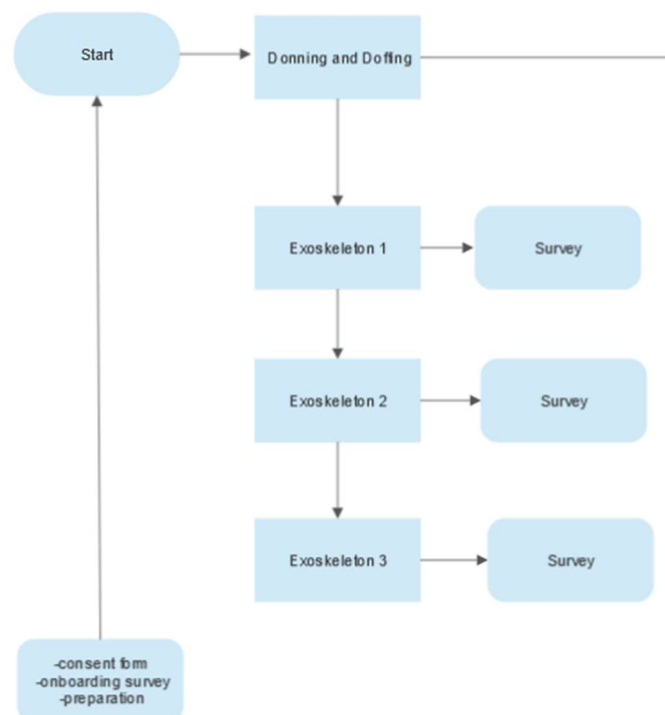 Start
Donning and Doffing
Exoskeleton 1
Survey
Exoskeleton 2
Survey
Exoskeleton 3
Survey
-consent form
-onboarding survey
-preparation